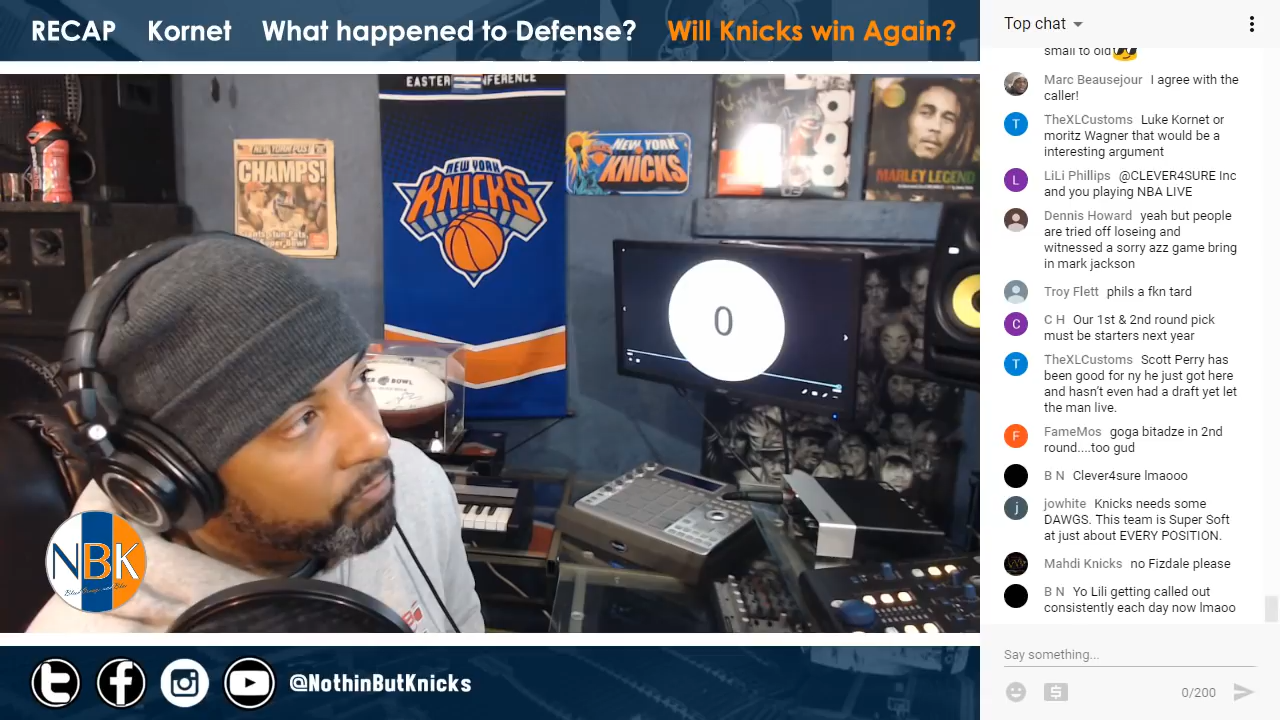 RECAP Kornet What happened to Defense? Will Knicks win Again?
EASTER
FERENCE
NEW YORK POST
CHAMPS!
NEW YORK
KNICKS
NEW YORK
KNICKS
MARLEY LEGEND
BOWL
0
NBK
@NothinButKnicks
Top chat
small to old
Marc Beausejour I agree with the
caller!
TheXLCustoms Luke Kornet or
moritz Wagner that would be a
interesting argument
LiLi Phillips @CLEVER4SURE Inc
and you playing NBA LIVE
Dennis Howard yeah but people
are tried off loseing and
witnessed a sorry azz game bring
in mark jackson
Troy Flett phils a fkn tard
C H Our 1st & 2nd round pick
must be starters next year
TheXLCustoms Scott Perry has
been good for ny he just got here
and hasn't even had a draft yet let
the man live.
FameMos goga bitadze in 2nd
round....too gud
B N Clever4sure lmaooo
jowhite Knicks needs some
DAWGS. This team is Super Soft
at just about EVERY POSITION.
Mahdi Knicks no Fizdale please
B N Yo Lili getting called out
consistently each day now lmaoo
Say something...
0/200